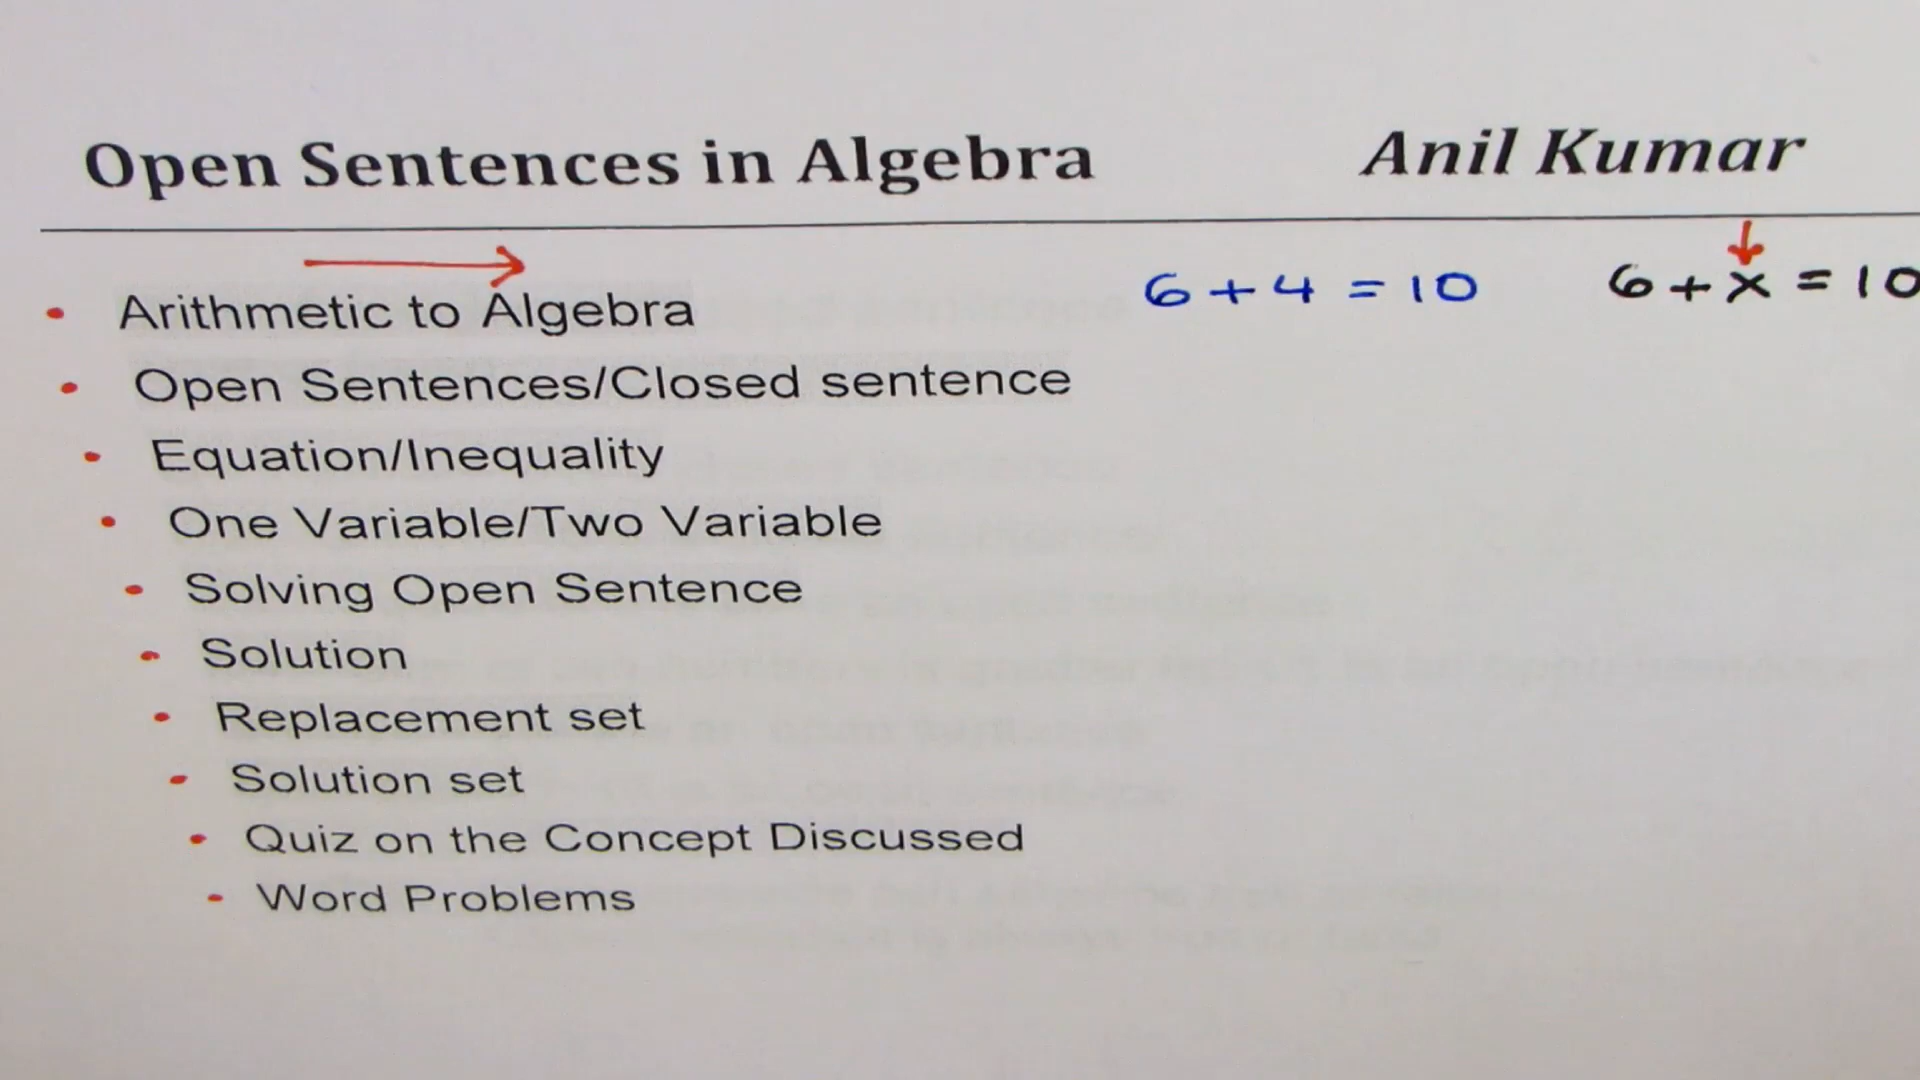 Open Sentences in Algebra Anil Kumar
• Arithmetic to Algebra 6 + 4 = 10 6 + x = 10
• Open Sentences/Closed sentence
• Equation/Inequality
• One Variable/Two Variable
• Solving Open Sentence
• Solution
• Replacement set
• Solution set
• Quiz on the Concept Discussed
• Word Problems